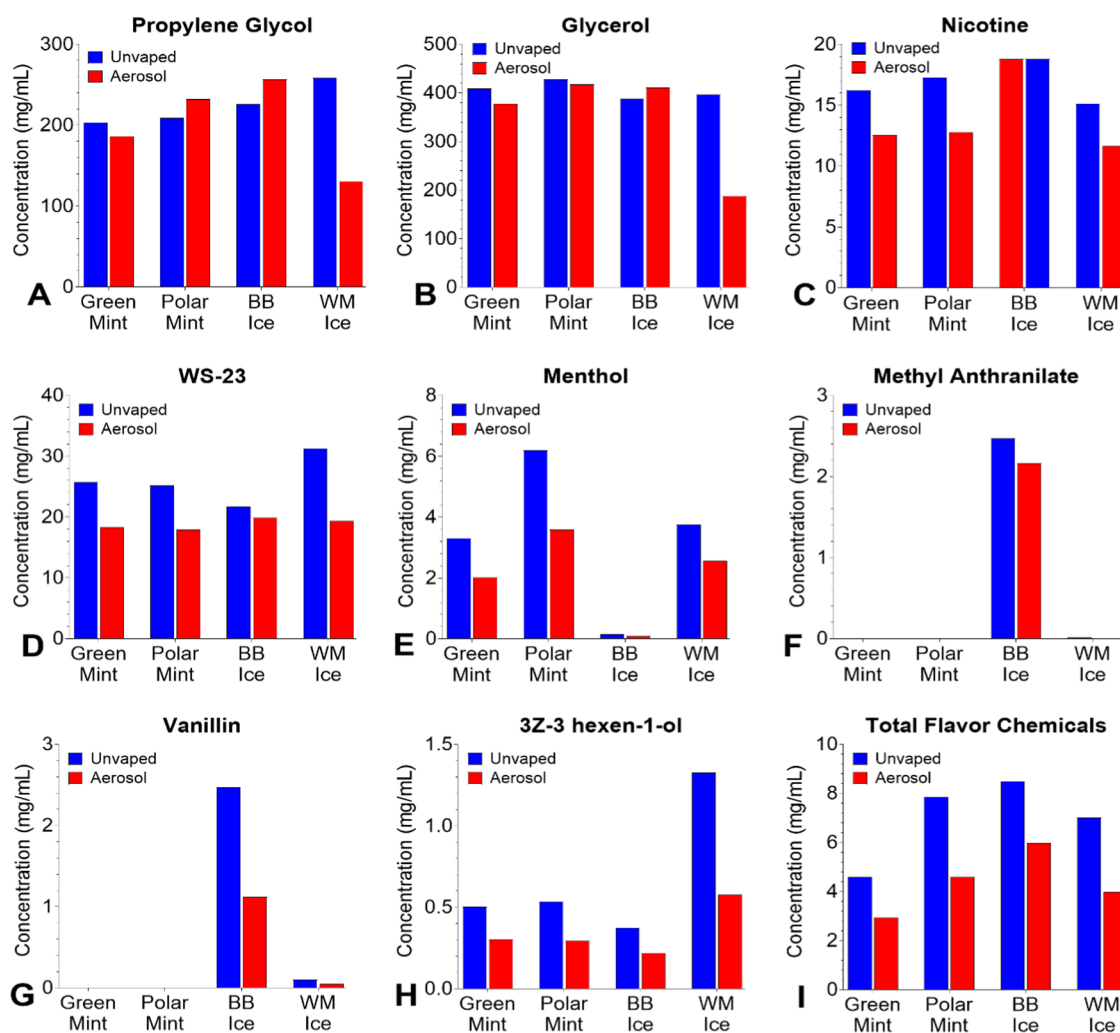 Propylene Glycol
300
200
100
0
Concentration (mg/mL)
Unvaped
Aerosol
Green Mint
Polar Mint
BB Ice
WM Ice
A
Glycerol
500
400
300
200
100
0
Concentration (mg/mL)
Unvaped
Aerosol
Green Mint
Polar Mint
BB Ice
WM Ice
B
Nicotine
20
15
10
5
0
Concentration (mg/mL)
Unvaped
Aerosol
Green Mint
Polar Mint
BB Ice
WM Ice
C
WS-23
40
30
20
10
0
Concentration (mg/mL)
Unvaped
Aerosol
Green Mint
Polar Mint
BB Ice
WM Ice
D
Menthol
8
6
4
2
0
Concentration (mg/mL)
Unvaped
Aerosol
Green Mint
Polar Mint
BB Ice
WM Ice
E
Methyl Anthranilate
3
2
1
0
Concentration (mg/mL)
Unvaped
Aerosol
Green Mint
Polar Mint
BB Ice
WM Ice
F
Vanillin
3
2
1
0
Concentration (mg/mL)
Unvaped
Aerosol
Green Mint
Polar Mint
BB Ice
WM Ice
G
3Z-3 hexen-1-ol
1.5
1.0
0.5
0.0
Concentration (mg/mL)
Unvaped
Aerosol
Green Mint
Polar Mint
BB Ice
WM Ice
H
Total Flavor Chemicals
10
8
6
4
2
0
Concentration (mg/mL)
Unvaped
Aerosol
Green Mint
Polar Mint
BB Ice
WM Ice
I